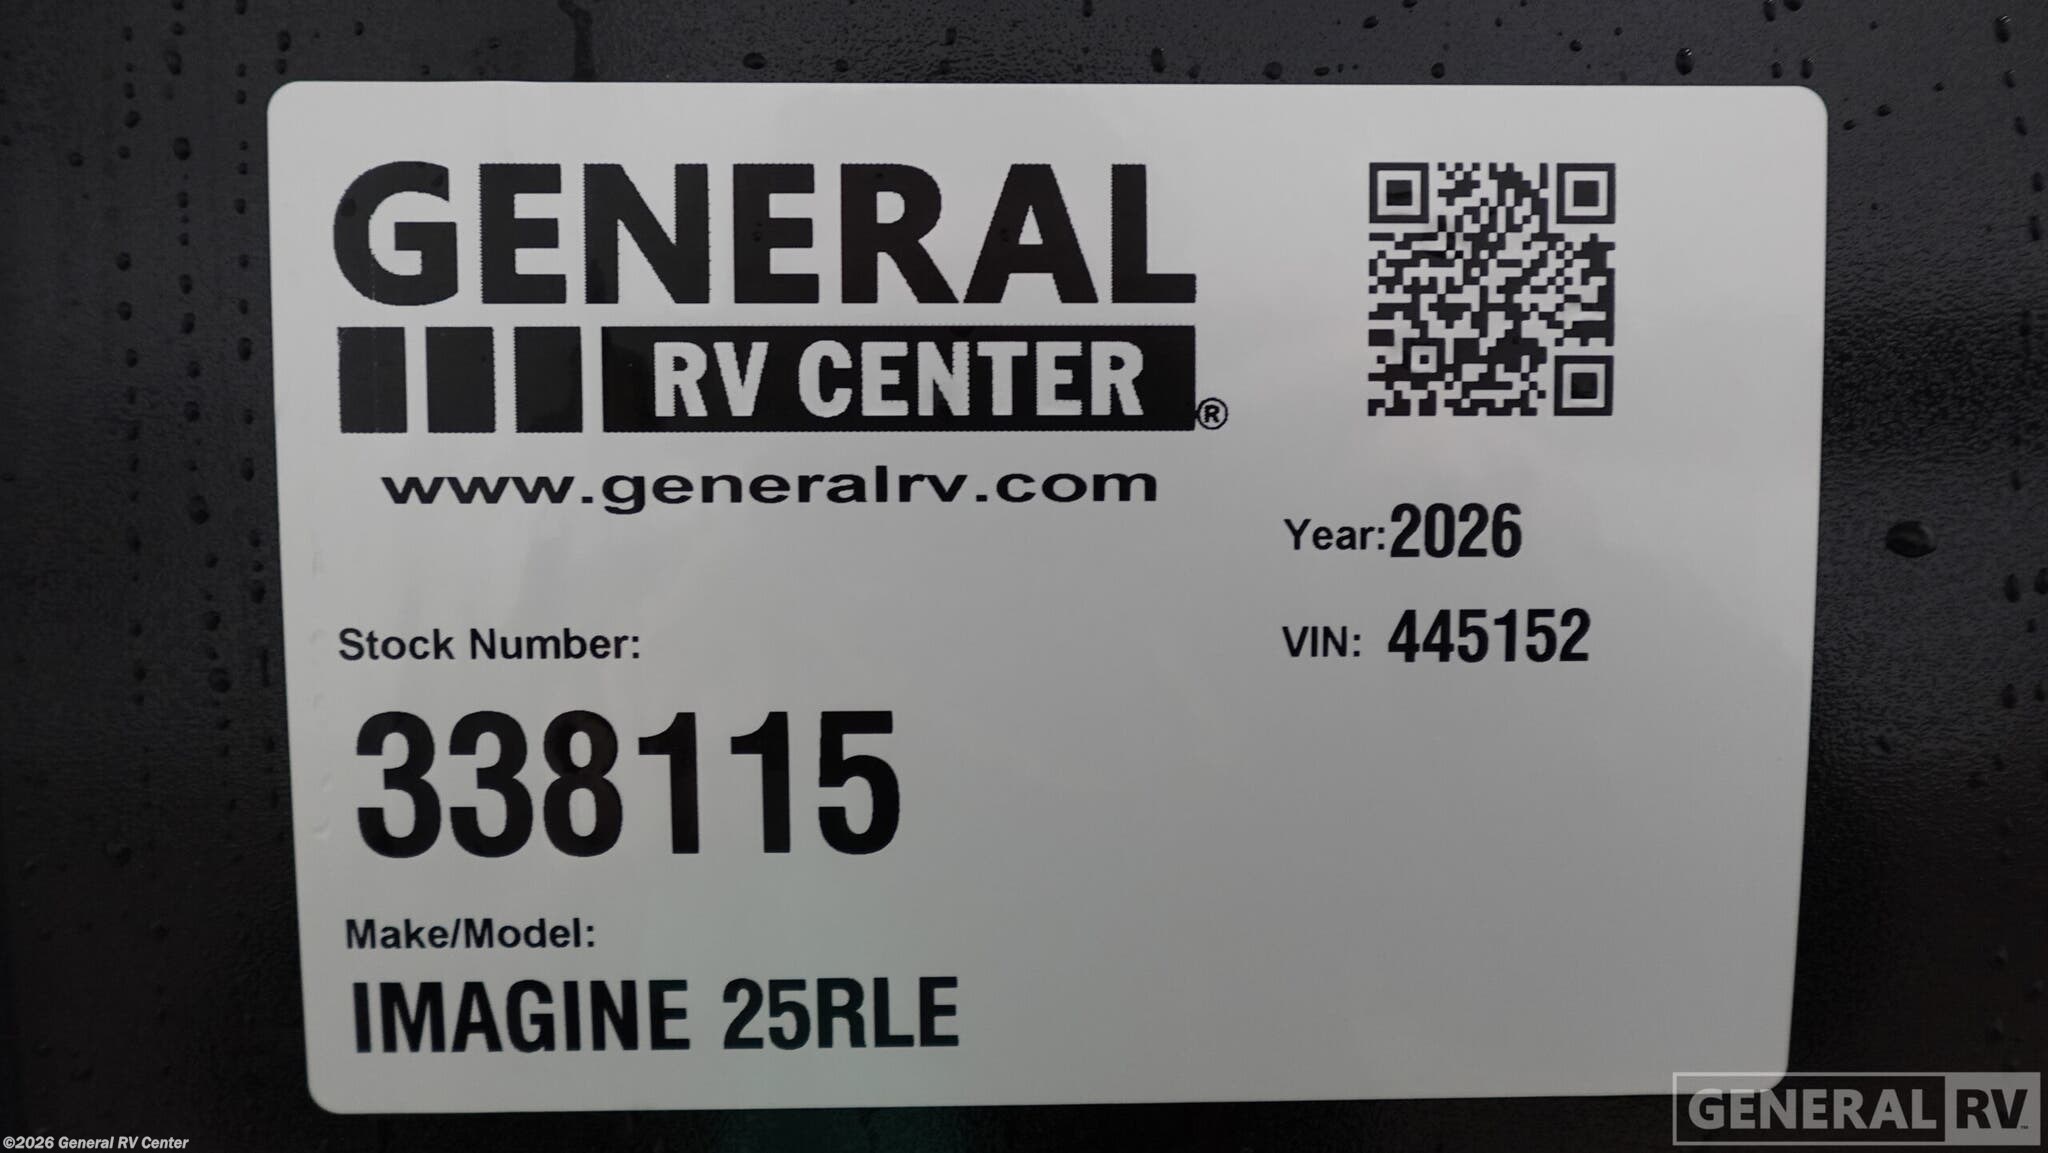 GENERAL
RV CENTER®
www.generalrv.com
Year: 2026
VIN: 445152
Stock Number:
338115
Make/Model:
IMAGINE 25RLE
GENERAL RV™
©2026 General RV Center